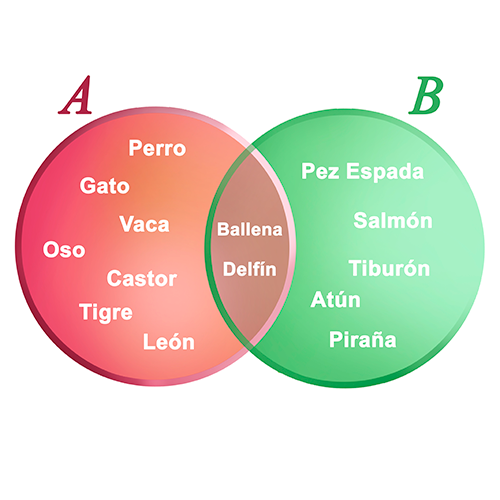 A
B
Perro
Gato
Vaca
Oso
Castor
Tigre
León
Ballena
Delfín
Pez Espada
Salmón
Tiburón
Atún
Piraña